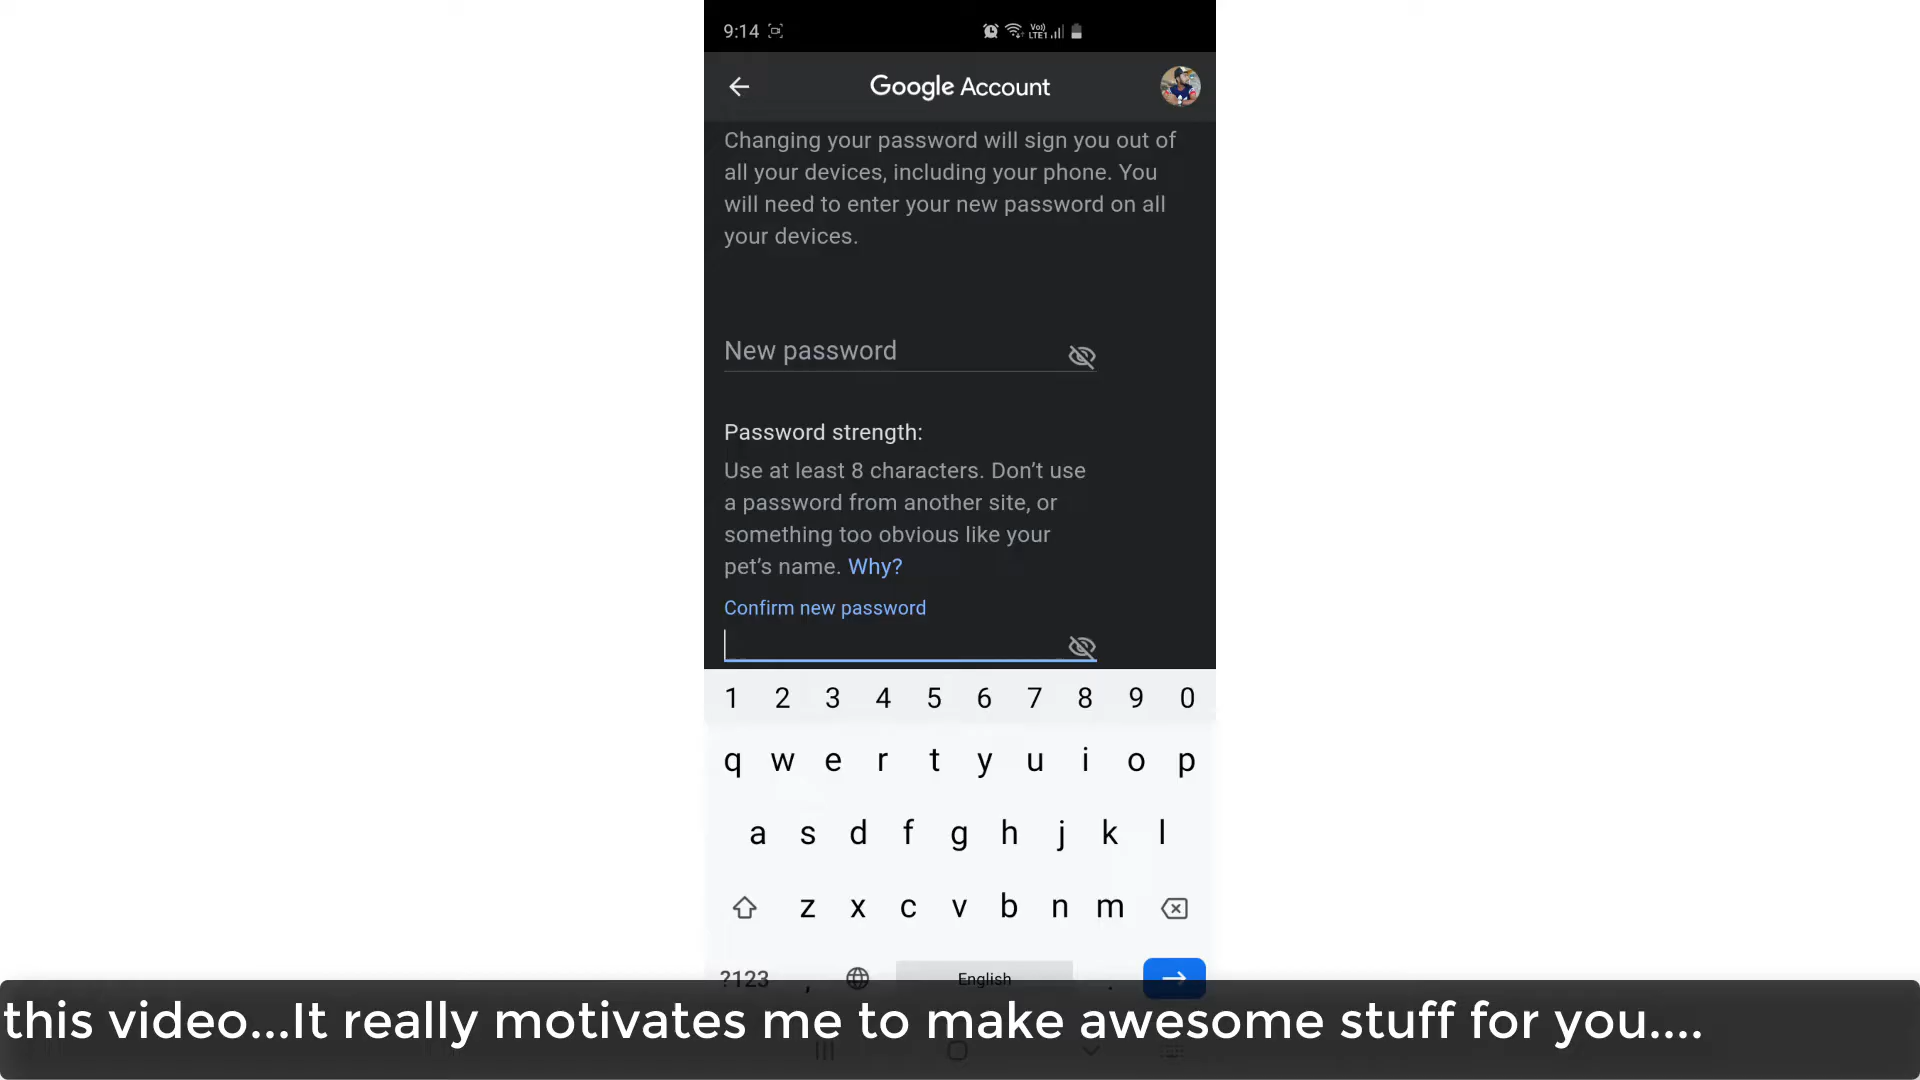 9:14
Vo)
LTE1
Google Account
Changing your password will sign you out of
all your devices, including your phone. You
will need to enter your new password on all
your devices.
New password
Password strength:
Use at least 8 characters. Don’t use
a password from another site, or
something too obvious like your
pet’s name. Why?
Confirm new password
1 2 3 4 5 6 7 8 9 0
q w e r t y u i o p
a s d f g h j k l
z x c v b n m
?123 , English .
this video...It really motivates me to make awesome stuff for you....